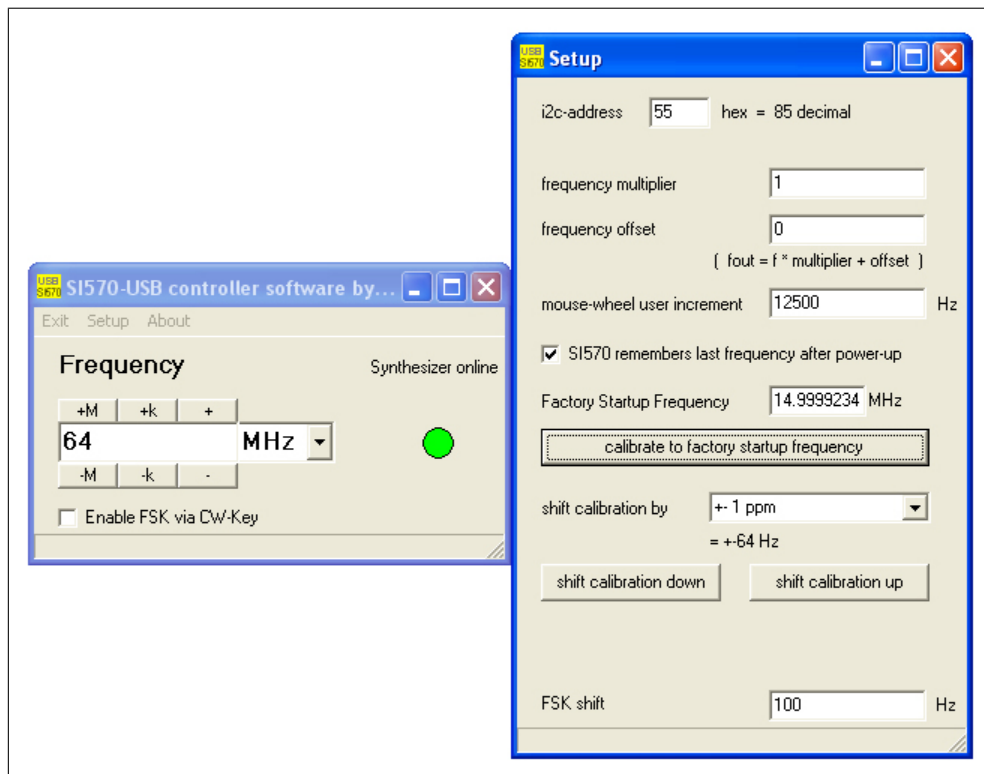 USB SI570 SI570-USB controller software by...
Exit Setup About
Frequency
Synthesizer online
+M +k +
64 MHz
-M -k -
Enable FSK via CW-Key
USB SI570 Setup
i2c-address 55 hex = 85 decimal
frequency multiplier 1
frequency offset 0
( fout = f * multiplier + offset )
mouse-wheel user increment 12500 Hz
SI570 remembers last frequency after power-up
Factory Startup Frequency 14.9999234 MHz
calibrate to factory startup frequency
shift calibration by +- 1 ppm
= +-64 Hz
shift calibration down shift calibration up
FSK shift 100 Hz